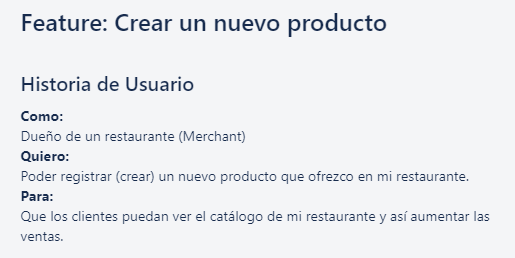 Feature: Crear un nuevo producto
Historia de Usuario
Como:
Dueño de un restaurante (Merchant)
Quiero:
Poder registrar (crear) un nuevo producto que ofrezco en mi restaurante.
Para:
Que los clientes puedan ver el catálogo de mi restaurante y así aumentar las
ventas.